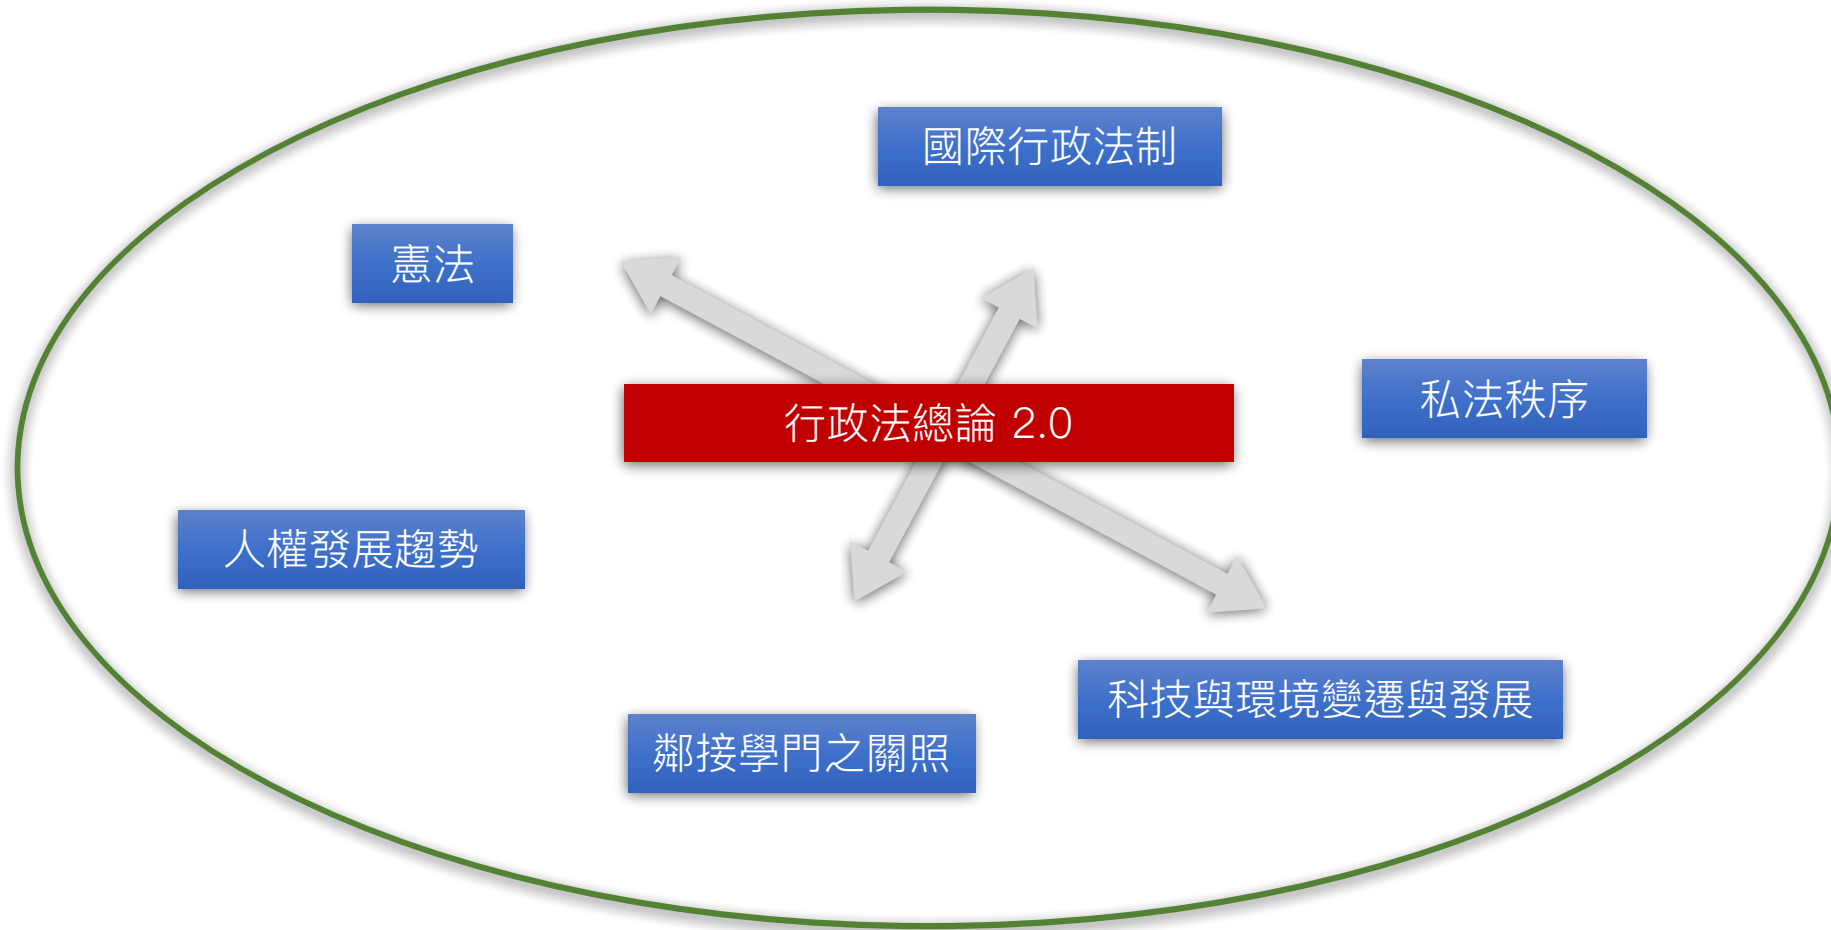 國際行政法制
憲法
私法秩序
行政法總論 2.0
人權發展趨勢
科技與環境變遷與發展
鄰接學門之關照